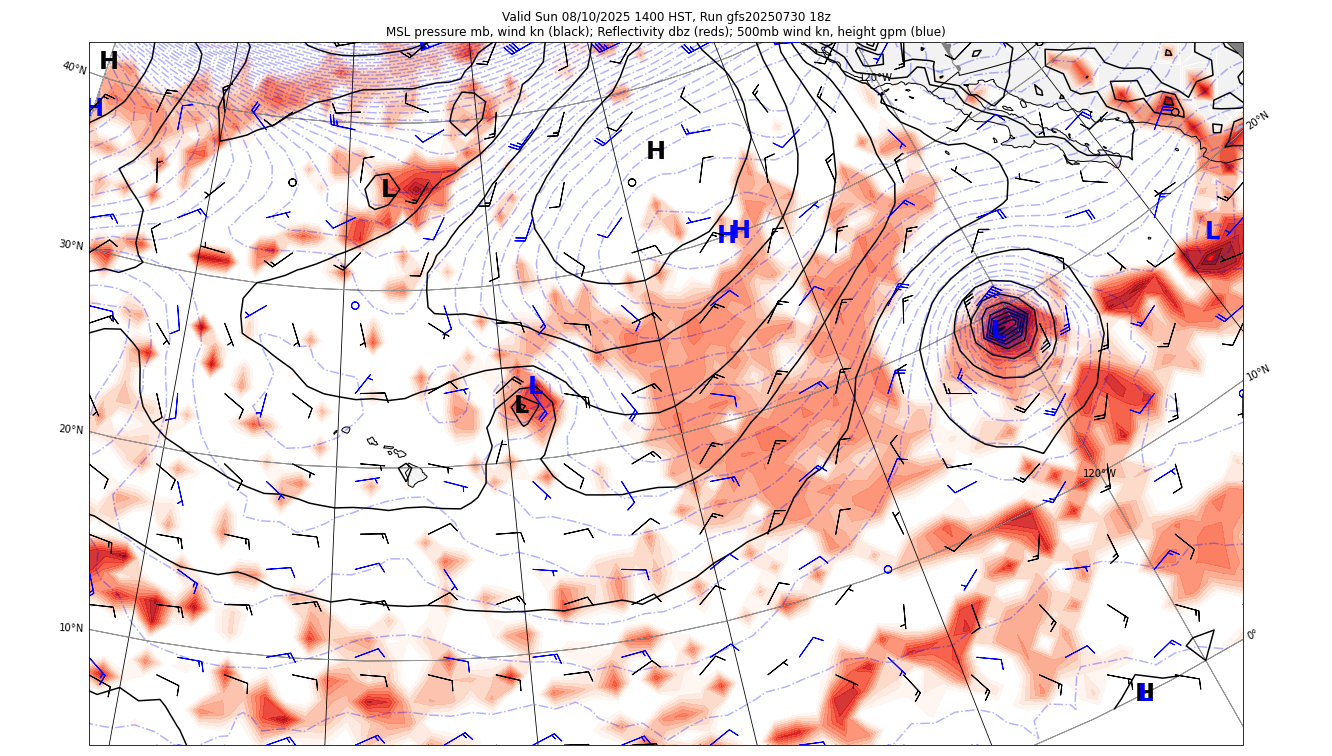 Valid Sun 08/10/2025 1400 HST, Run gfs20250730 18z
MSL pressure mb, wind kn (black); Reflectivity dbz (reds); 500mb wind kn, height gpm (blue)
H
40°N
120°W
H
20°N
H
L
30°N
H H
L
L
10°N
L
L
20°N
120°W
10°N
0°
H
L